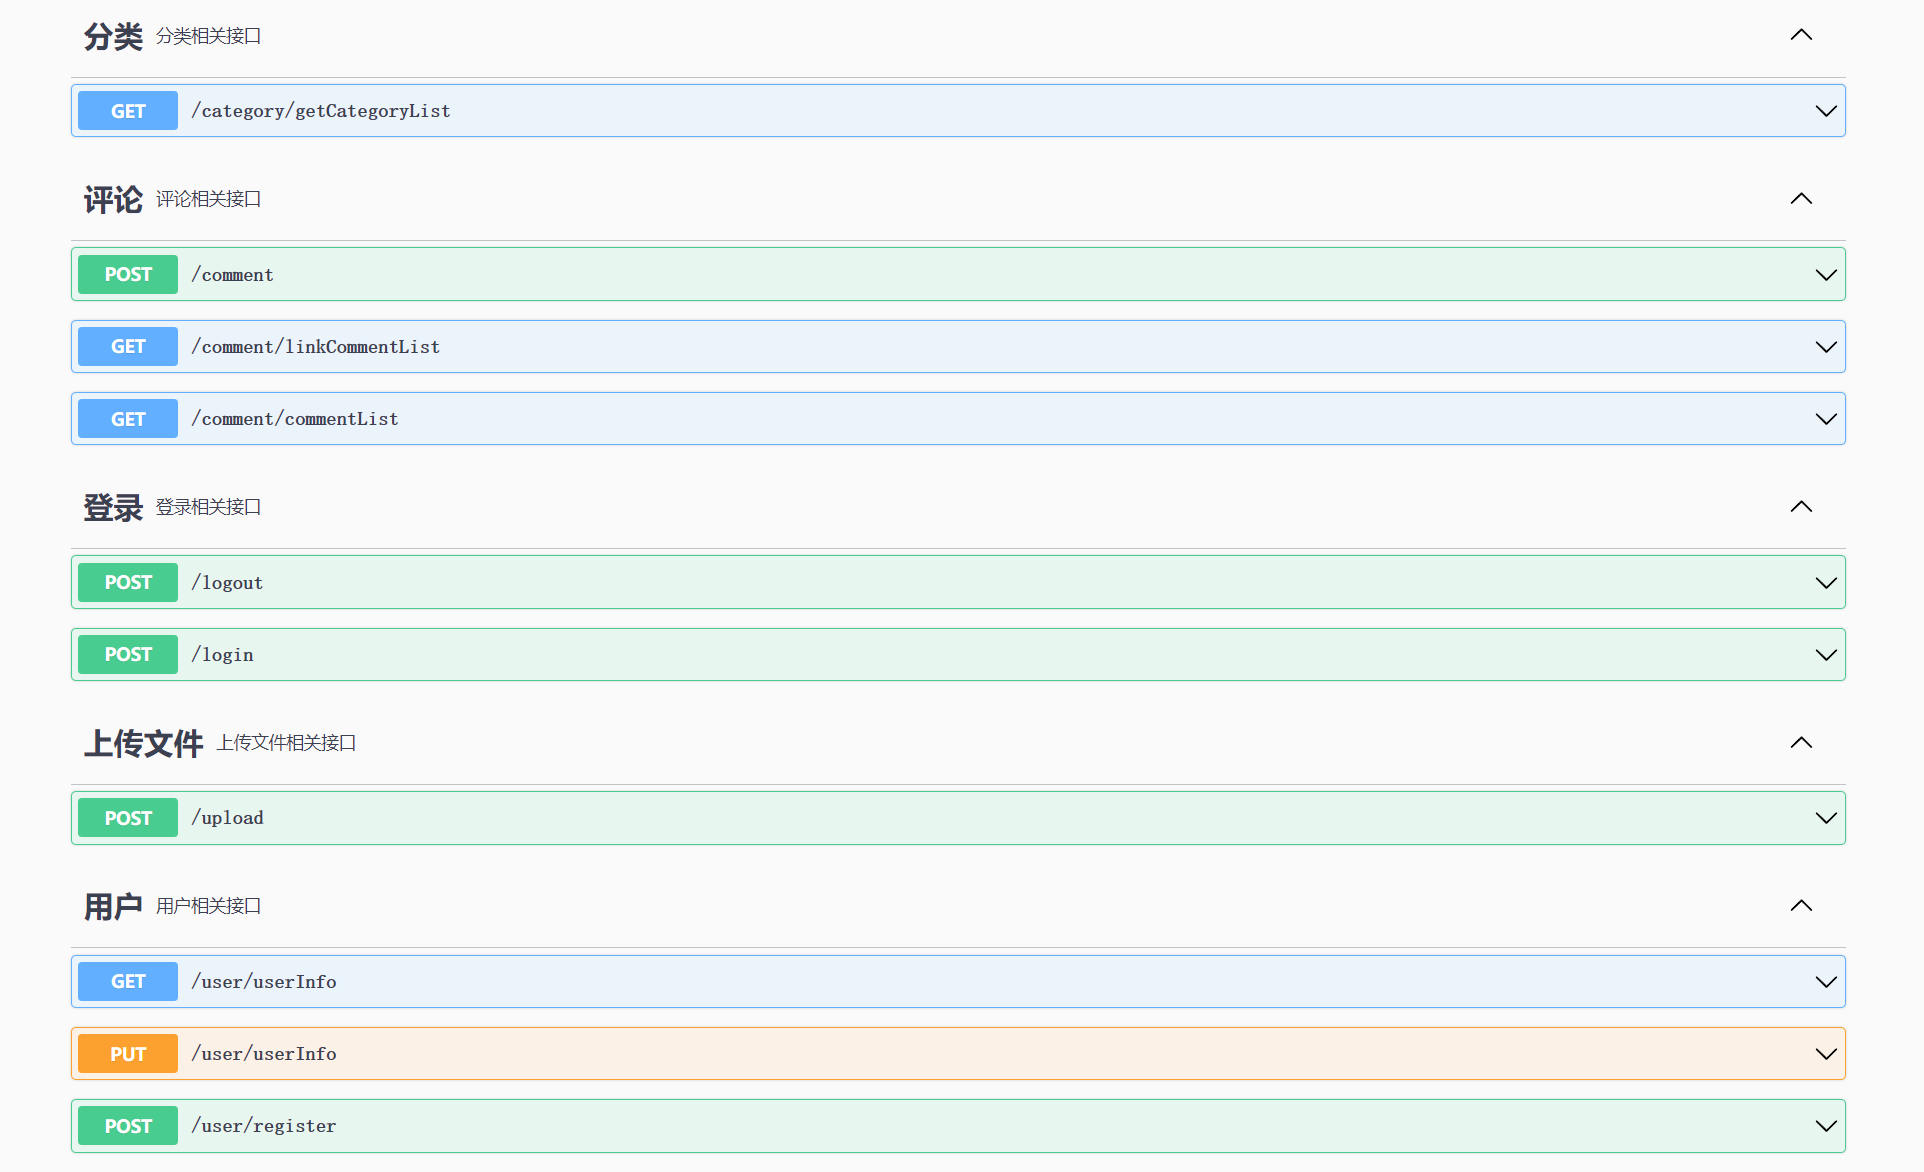 分类 分类相关接口
GET /category/getCategoryList
评论 评论相关接口
POST /comment
GET /comment/linkCommentList
GET /comment/commentList
登录 登录相关接口
POST /logout
POST /login
上传文件 上传文件相关接口
POST /upload
用户 用户相关接口
GET /user/userInfo
PUT /user/userInfo
POST /user/register